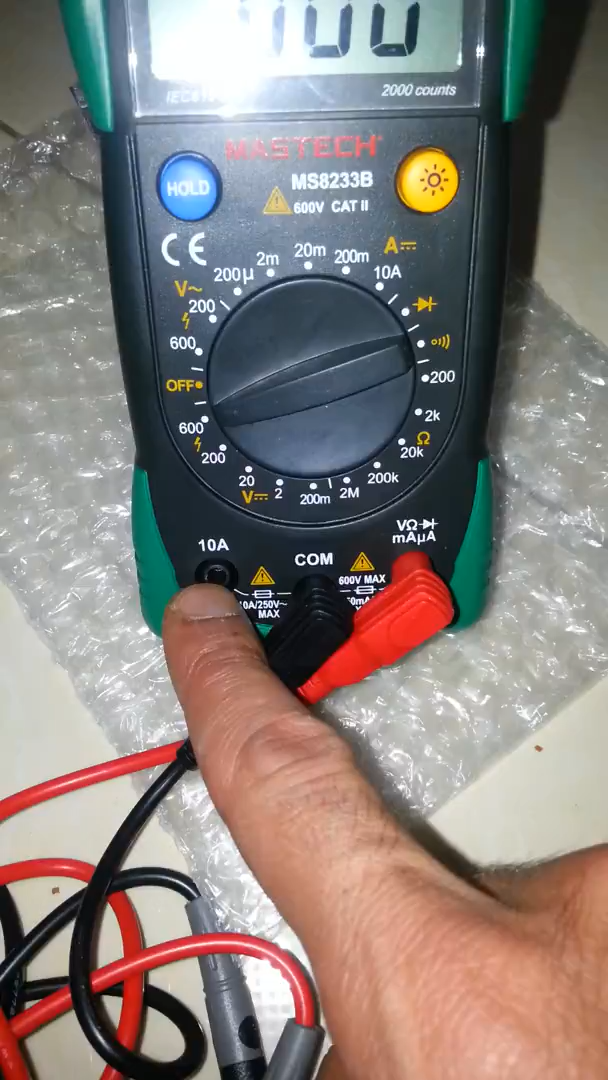 2000 counts
MASTECH
HOLD
MS8233B
600V CAT II
CE
A
V~
200µ
2m
20m
200m
10A
200
600
OFF
200
600
2k
Ω
200
20k
20
2
200m
2M
200k
V
10A
COM
VΩ
mAµA
600V MAX
10A/250V~
MAX